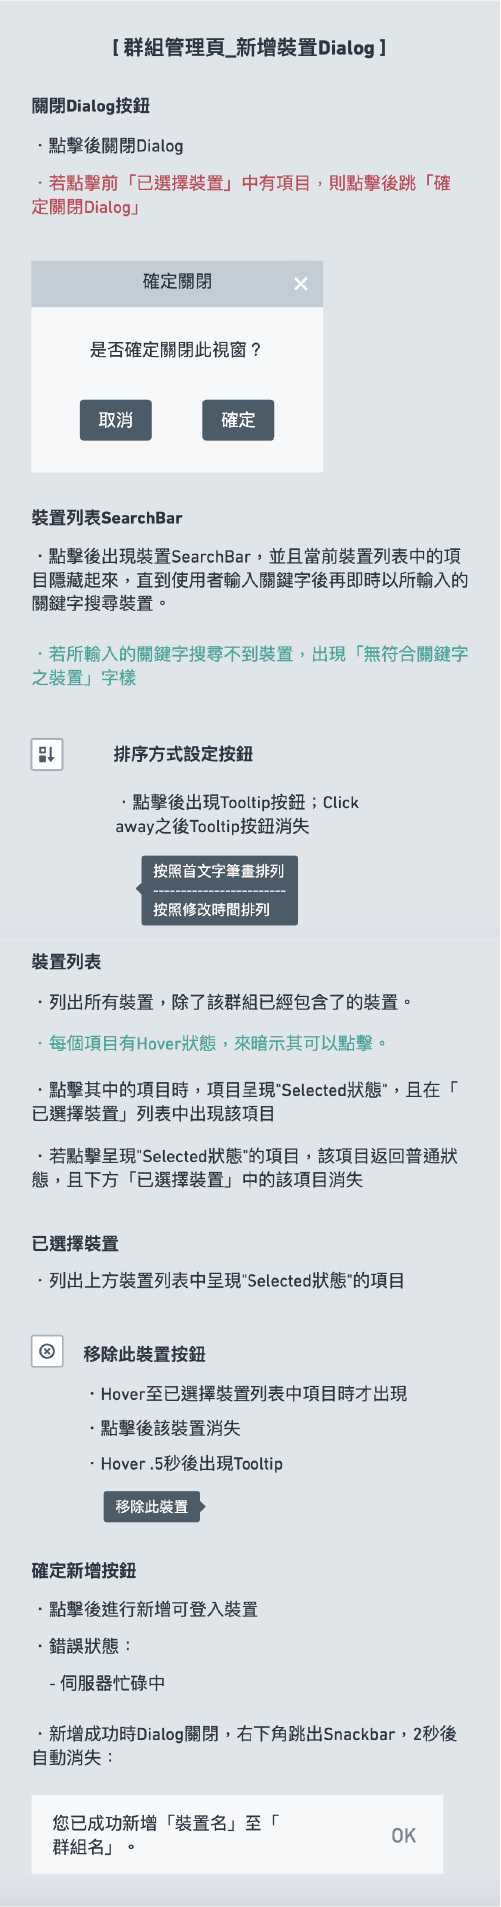 [ 群組管理頁_新增裝置Dialog ]
關閉Dialog按鈕
・點擊後關閉Dialog
・若點擊前「已選擇裝置」中有項目，則點擊後跳「確
定關閉Dialog」
確定關閉
是否確定關閉此視窗？
取消
確定
裝置列表SearchBar
・點擊後出現裝置SearchBar，並且當前裝置列表中的項
目隱藏起來，直到使用者輸入關鍵字後再即時以所輸入的
關鍵字搜尋裝置。
・若所輸入的關鍵字搜尋不到裝置，出現「無符合關鍵字
之裝置」字樣
排序方式設定按鈕
・點擊後出現Tooltip按鈕；Click
away之後Tooltip按鈕消失
按照首文字筆畫排列
------------------------
按照修改時間排列
裝置列表
・列出所有裝置，除了該群組已經包含了的裝置。
・每個項目有Hover狀態，來暗示其可以點擊。
・點擊其中的項目時，項目呈現"Selected狀態"，且在「
已選擇裝置」列表中出現該項目
・若點擊呈現"Selected狀態"的項目，該項目返回普通狀
態，且下方「已選擇裝置」中的該項目消失
已選擇裝置
・列出上方裝置列表中呈現"Selected狀態"的項目
移除此裝置按鈕
・Hover至已選擇裝置列表中項目時才出現
・點擊後該裝置消失
・Hover .5秒後出現Tooltip
移除此裝置
確定新增按鈕
・點擊後進行新增可登入裝置
・錯誤狀態：
- 伺服器忙碌中
・新增成功時Dialog關閉，右下角跳出Snackbar，2秒後
自動消失：
您已成功新增「裝置名」至「
群組名」。
OK